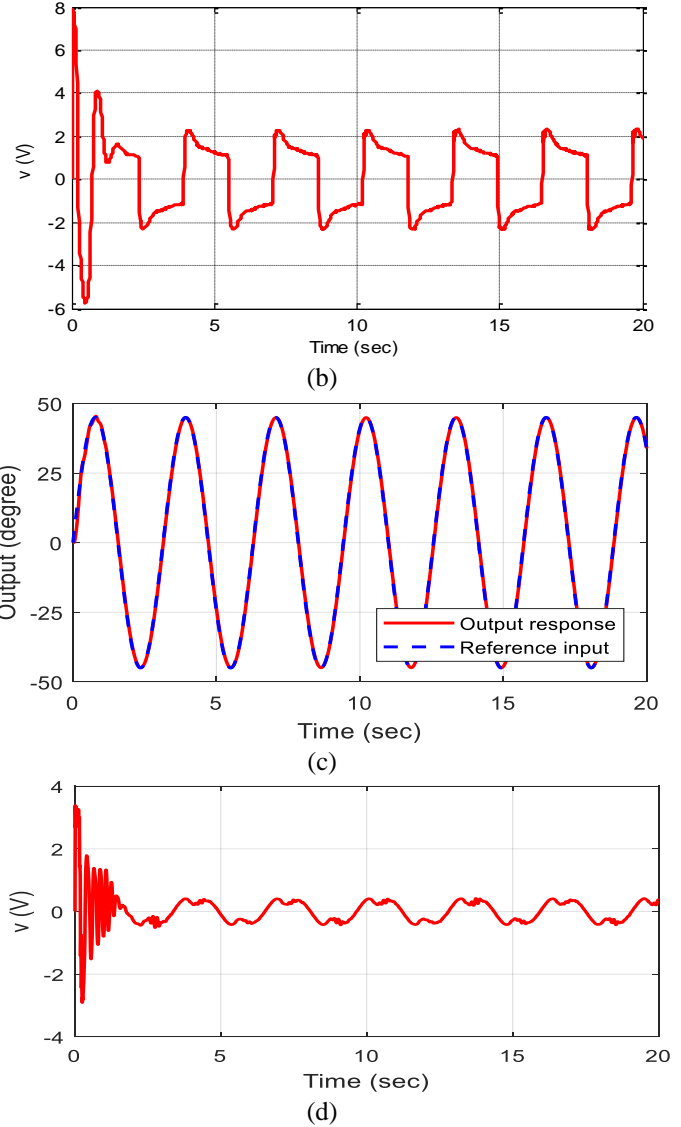 8
6
4
2
0
-2
-4
-6
v (V)
0 5 10 15 20
Time (sec)
(b)
50
25
0
-25
-50
Output (degree)
Output response
Reference input
0 5 10 15 20
Time (sec)
(c)
4
2
0
-2
-4
v (V)
0 5 10 15 20
Time (sec)
(d)